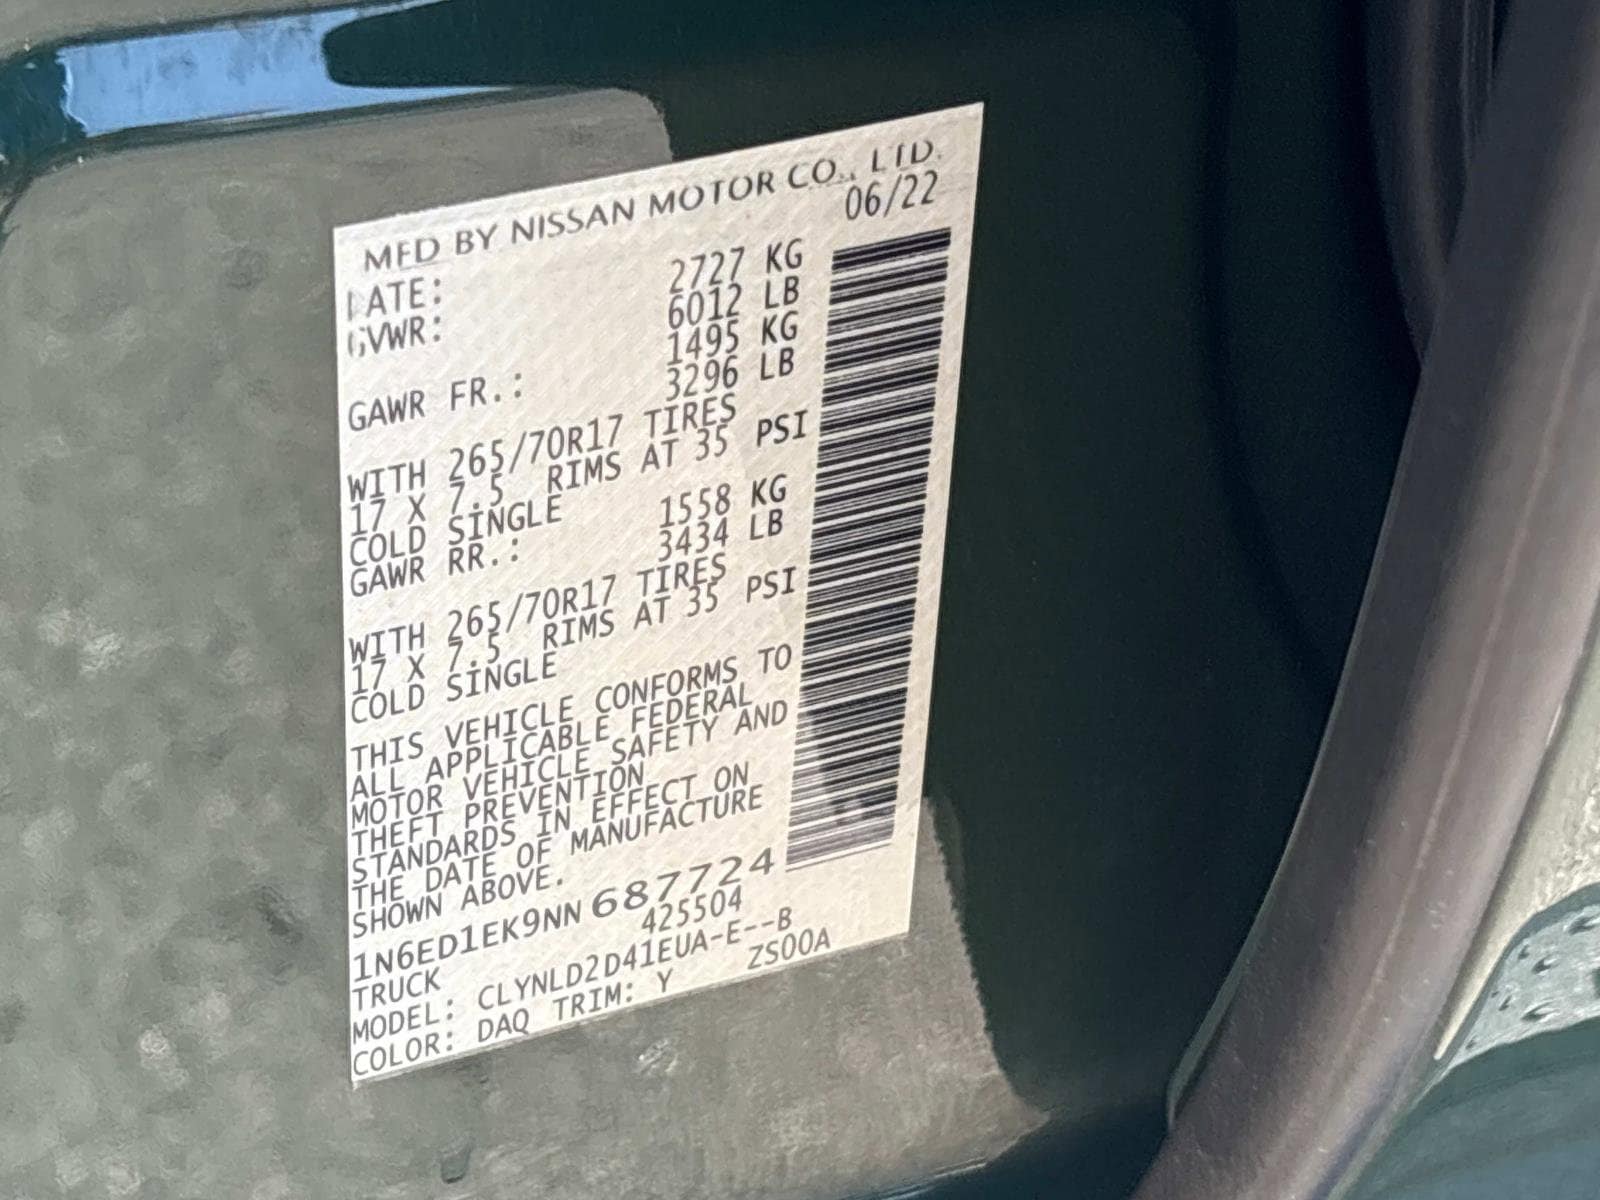 MFD BY NISSAN MOTOR CO., LTD.
DATE: 06/22
GVWR: 2727 KG
6012 LB
GAWR FR.: 1495 KG
3296 LB
WITH 265/70R17 TIRES
17 X 7.5 RIMS AT 35 PSI
COLD SINGLE
GAWR RR.: 1558 KG
3434 LB
WITH 265/70R17 TIRES
17 X 7.5 RIMS AT 35 PSI
COLD SINGLE
THIS VEHICLE CONFORMS TO
ALL APPLICABLE FEDERAL
MOTOR VEHICLE SAFETY AND
THEFT PREVENTION
STANDARDS IN EFFECT ON
THE DATE OF MANUFACTURE
SHOWN ABOVE.
1N6ED1EK9NN687724
TRUCK 425504
MODEL: CLYNLD2D41EUA-E--B
COLOR: DAQ TRIM: Y ZS00A